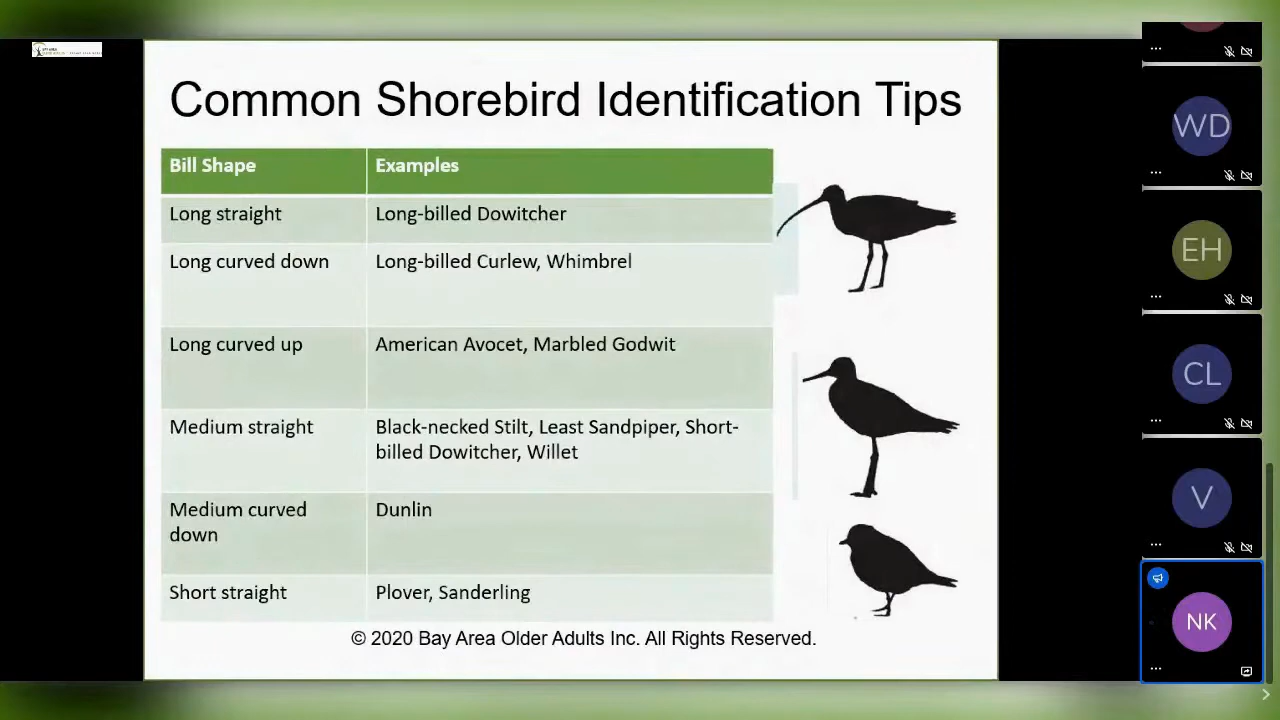 Common Shorebird Identification Tips
Bill Shape
Examples
Long straight
Long-billed Dowitcher
Long curved down
Long-billed Curlew, Whimbrel
Long curved up
American Avocet, Marbled Godwit
Medium straight
Black-necked Stilt, Least Sandpiper, Short-
billed Dowitcher, Willet
Medium curved
down
Dunlin
Short straight
Plover, Sanderling
© 2020 Bay Area Older Adults Inc. All Rights Reserved.
WD
EH
CL
V
NK